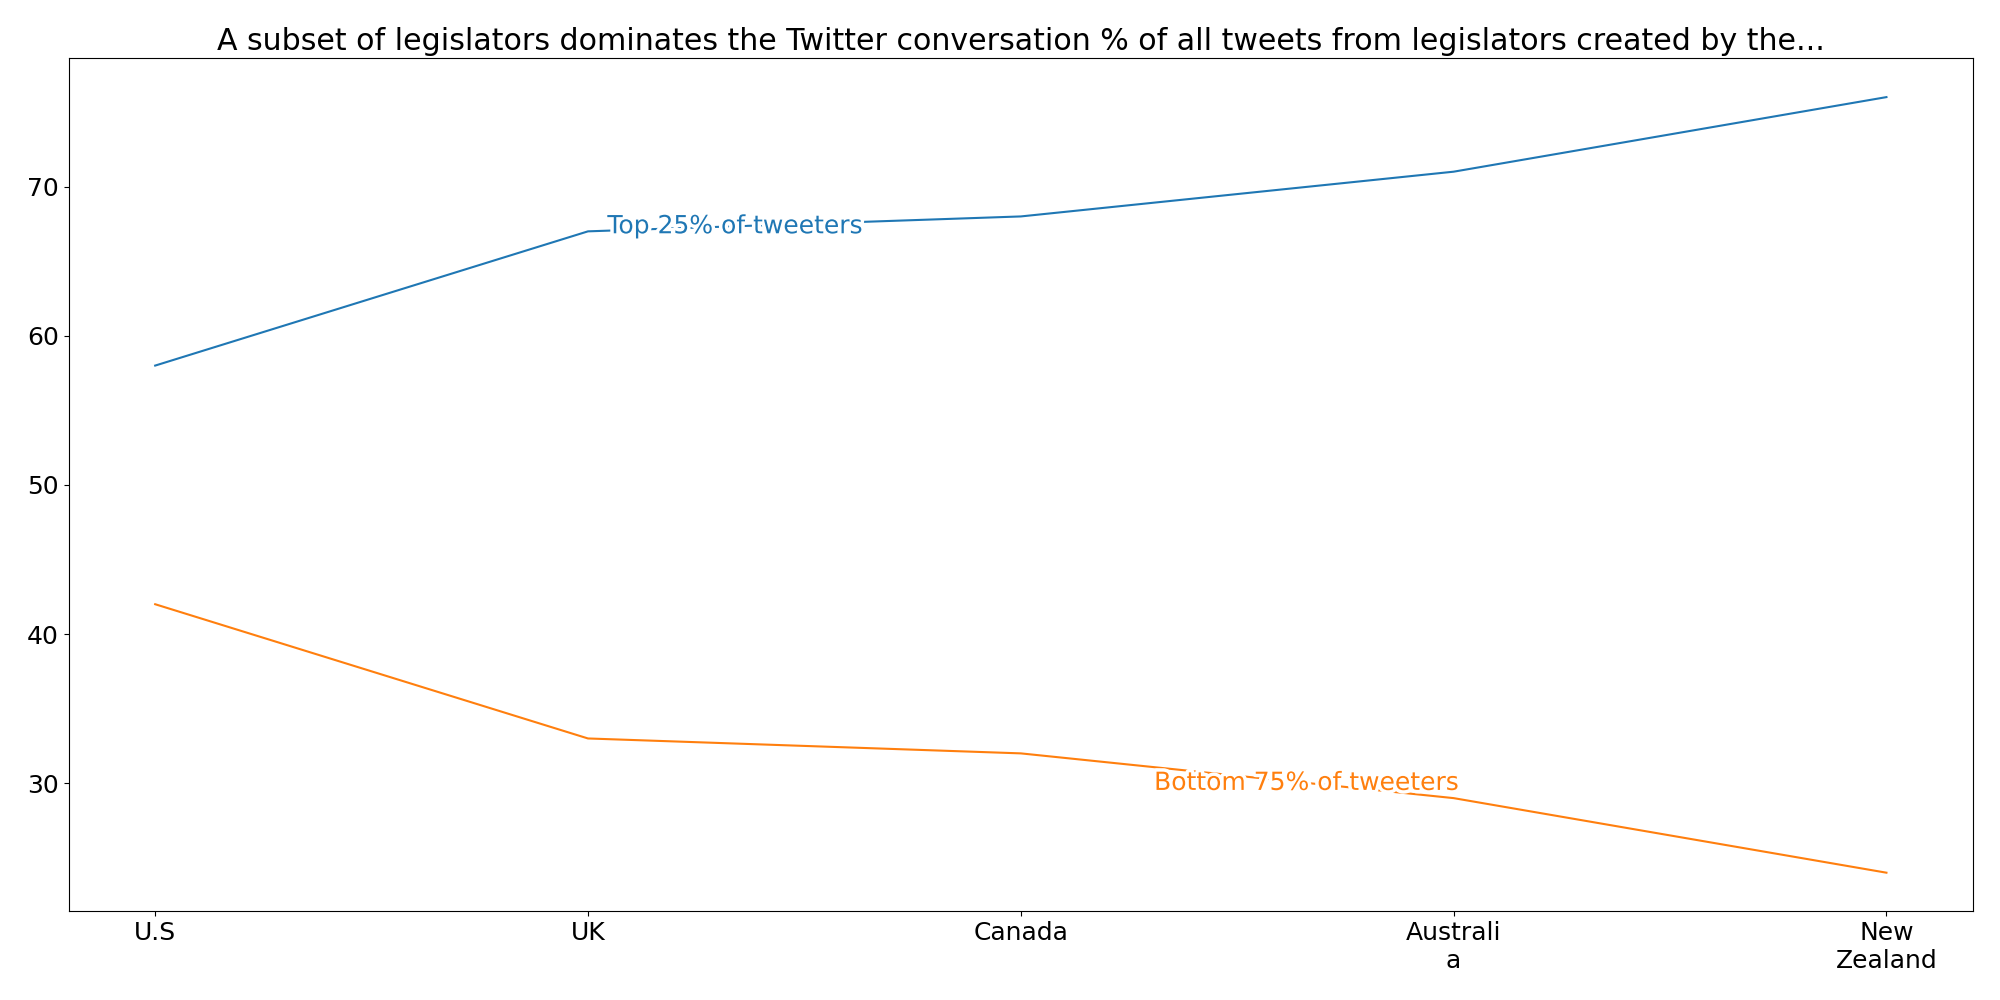 A subset of legislators dominates the Twitter conversation % of all tweets from legislators created by the...
70
60
50
40
30
Top 25% of tweeters
Bottom 75% of tweeters
U.S
UK
Canada
Australi
a
New
Zealand